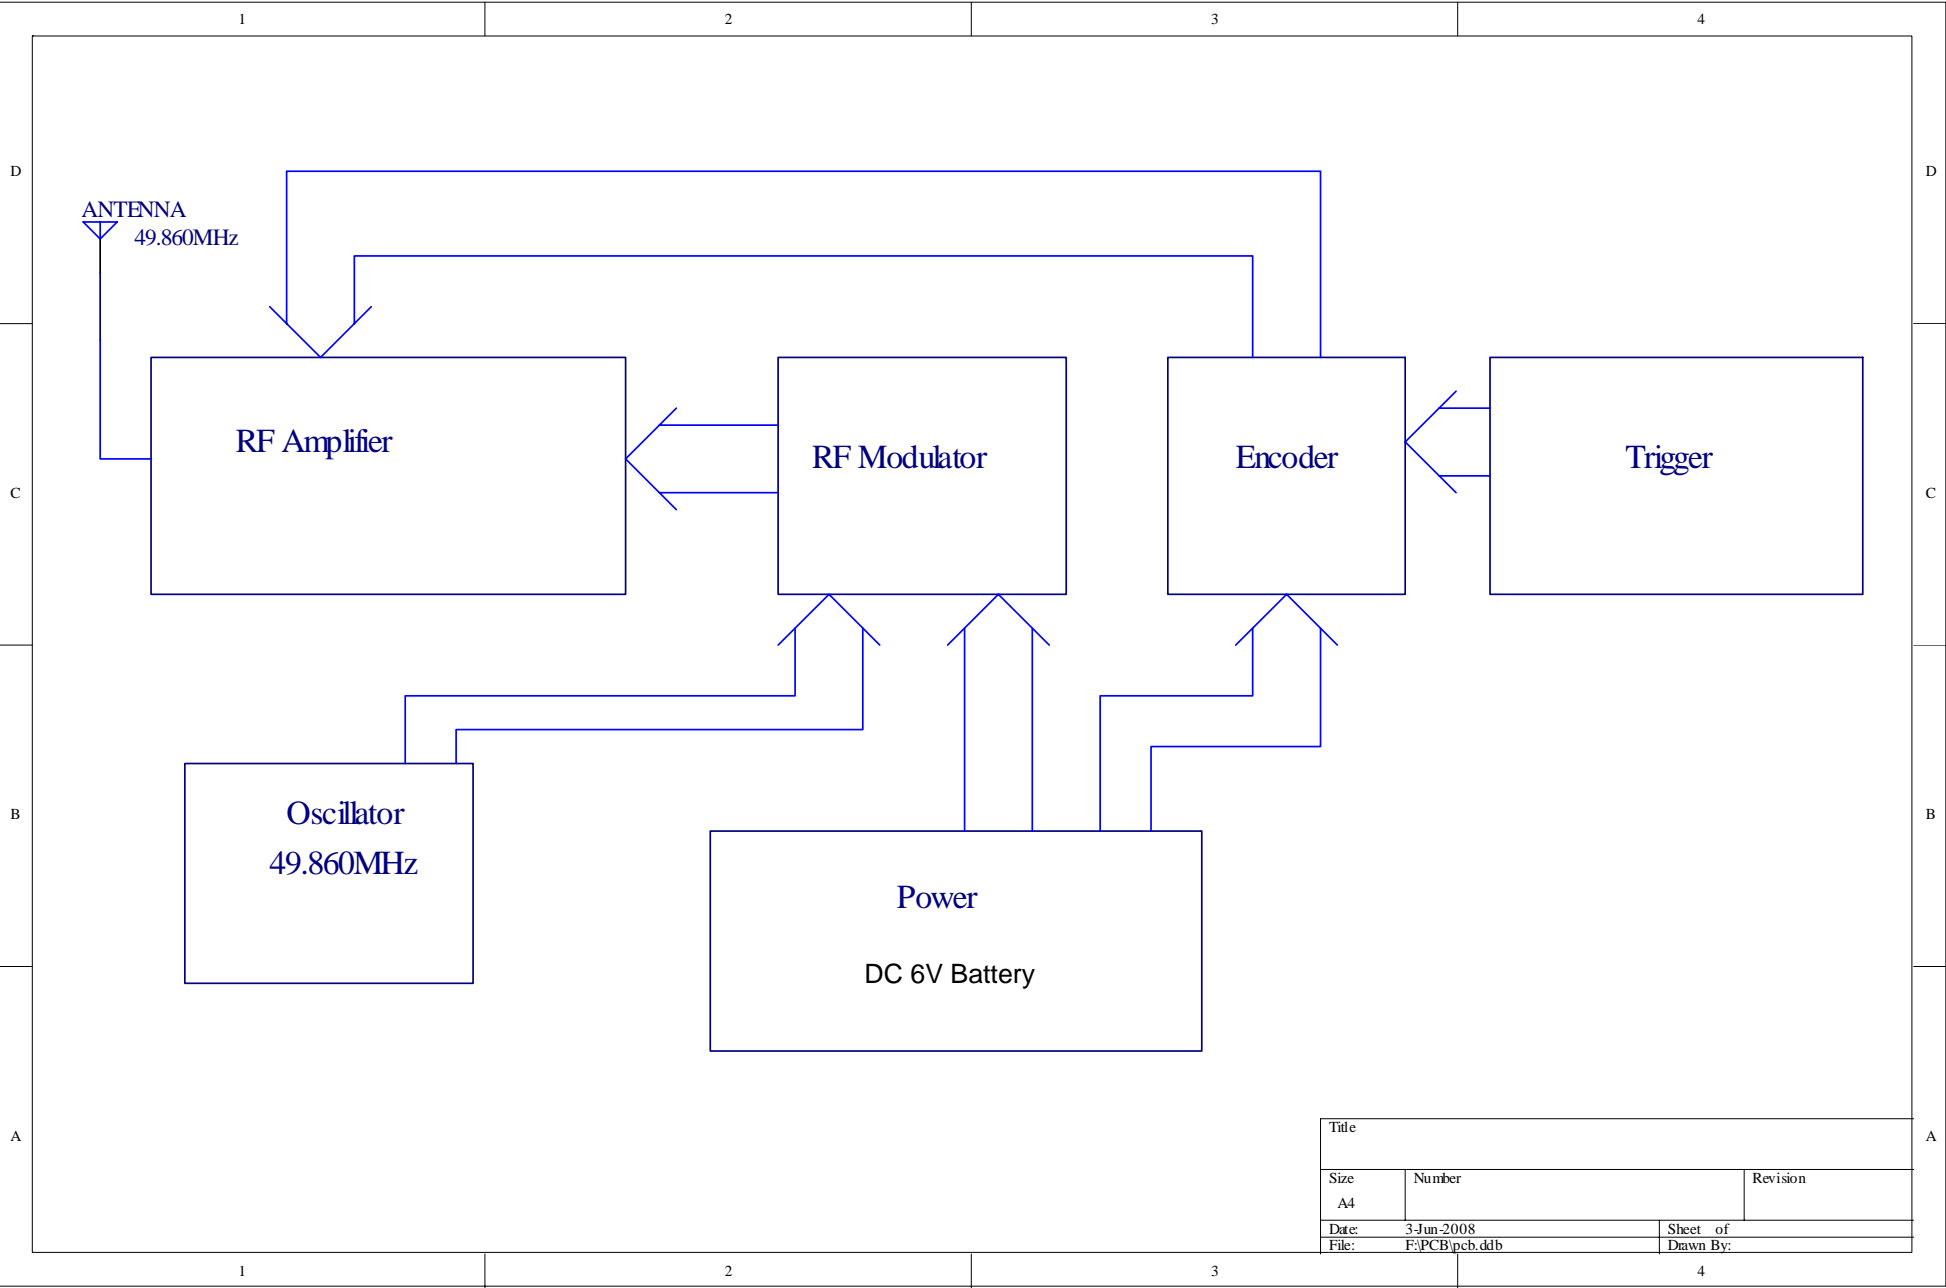 1 2 3 4
D D
ANTENNA
49.860MHz
RF Amplifier
RF Modulator
Encoder
Trigger
C C
Oscillator
49.860MHz
B B
Power
DC 6V Battery
A A
Title
Size Number Revision
A4
Date: 3-Jun-2008 Sheet of
File: F:\PCB\pcb.ddb Drawn By:
1 2 3 4